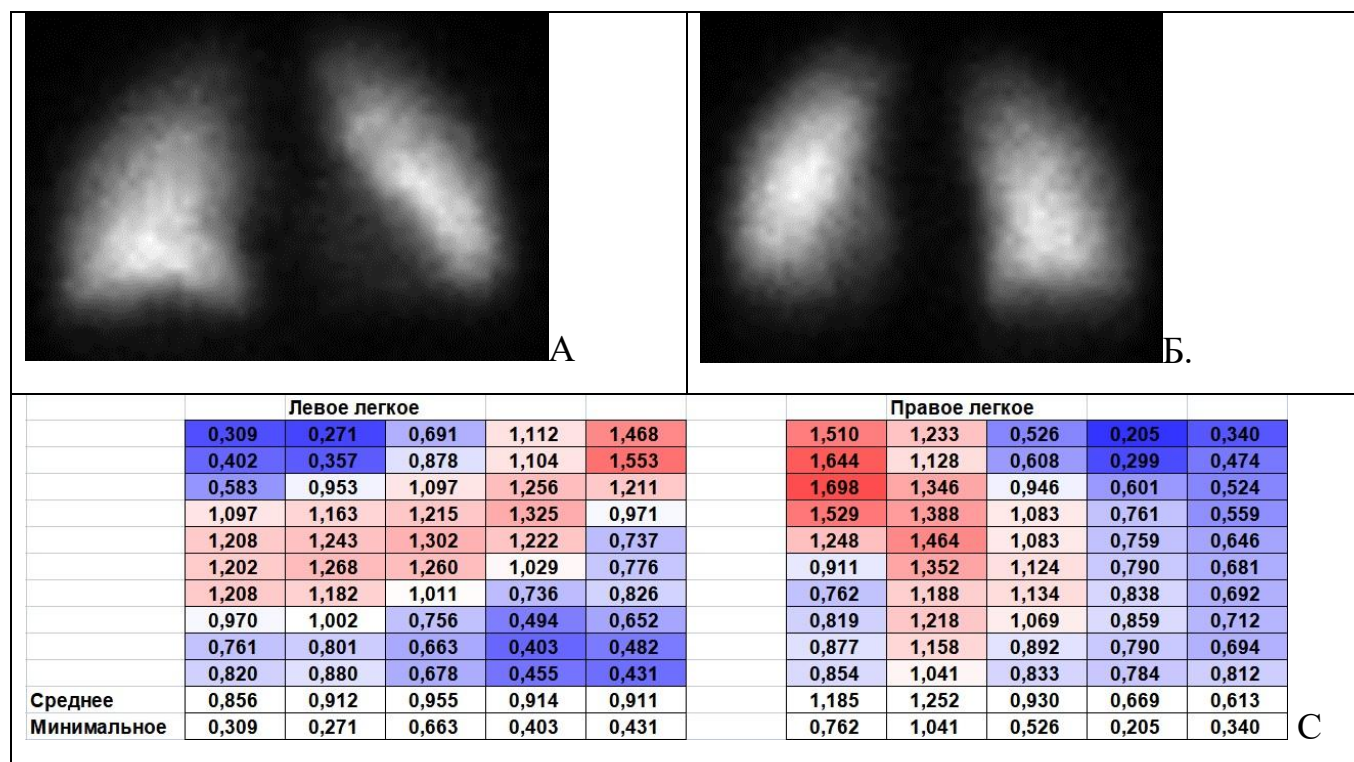 А
Б.
Левое легкое Правое легкое
0,309 0,271 0,691 1,112 1,468 1,510 1,233 0,526 0,205 0,340
0,402 0,357 0,878 1,104 1,553 1,644 1,128 0,608 0,299 0,474
0,583 0,953 1,097 1,256 1,211 1,698 1,346 0,946 0,601 0,524
1,097 1,163 1,215 1,325 0,971 1,529 1,388 1,083 0,761 0,559
1,208 1,243 1,302 1,222 0,737 1,248 1,464 1,083 0,759 0,646
1,202 1,268 1,260 1,029 0,776 0,911 1,352 1,124 0,790 0,681
1,208 1,182 1,011 0,736 0,826 0,762 1,188 1,134 0,838 0,692
0,970 1,002 0,756 0,494 0,652 0,819 1,218 1,069 0,859 0,712
0,761 0,801 0,663 0,403 0,482 0,877 1,158 0,892 0,790 0,694
0,820 0,880 0,678 0,455 0,431 0,854 1,041 0,833 0,784 0,812
Среднее 0,856 0,912 0,955 0,914 0,911 1,185 1,252 0,930 0,669 0,613
Минимальное 0,309 0,271 0,663 0,403 0,431 0,762 1,041 0,526 0,205 0,340
С